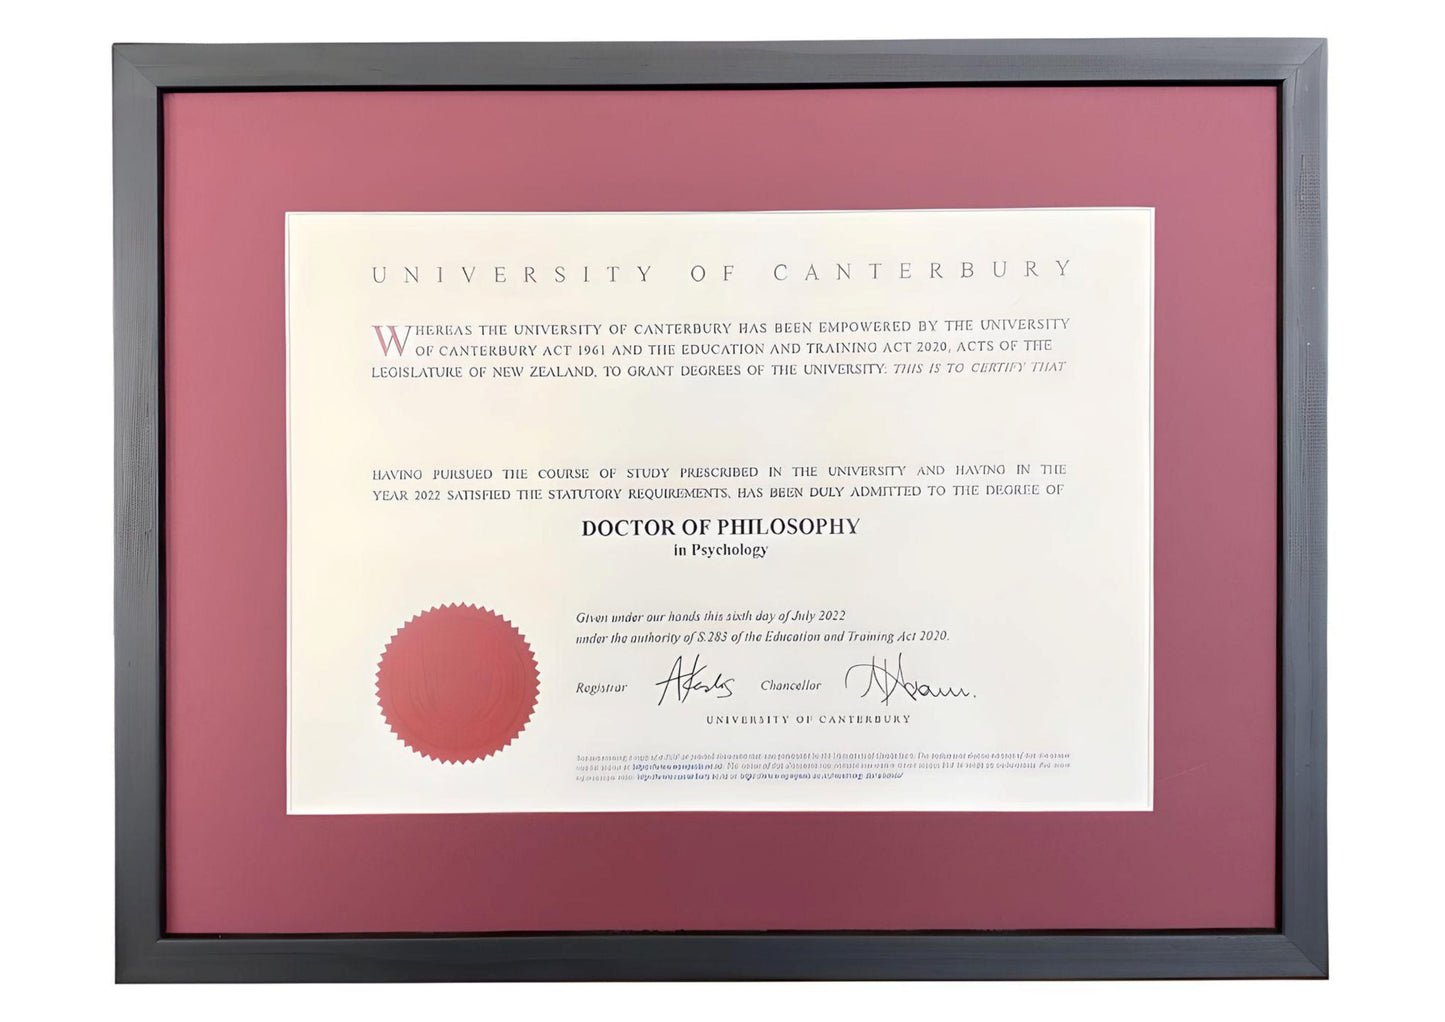 UNIVERSITY OF CANTERBURY
WHEREAS THE UNIVERSITY OF CANTERBURY HAS BEEN EMPOWERED BY THE UNIVERSITY
OF CANTERBURY ACT 1961 AND THE EDUCATION AND TRAINING ACT 2020, ACTS OF THE
LEGISLATURE OF NEW ZEALAND, TO GRANT DEGREES OF THE UNIVERSITY: THIS IS TO CERTIFY THAT
HAVING PURSUED THE COURSE OF STUDY PRESCRIBED IN THE UNIVERSITY AND HAVING IN THE
YEAR 2022 SATISFIED THE STATUTORY REQUIREMENTS, HAS BEEN DULY ADMITTED TO THE DEGREE OF
DOCTOR OF PHILOSOPHY
in Psychology
Given under our hands this sixth day of July 2022
under the authority of S.283 of the Education and Training Act 2020.
Registrar Chancellor
UNIVERSITY OF CANTERBURY